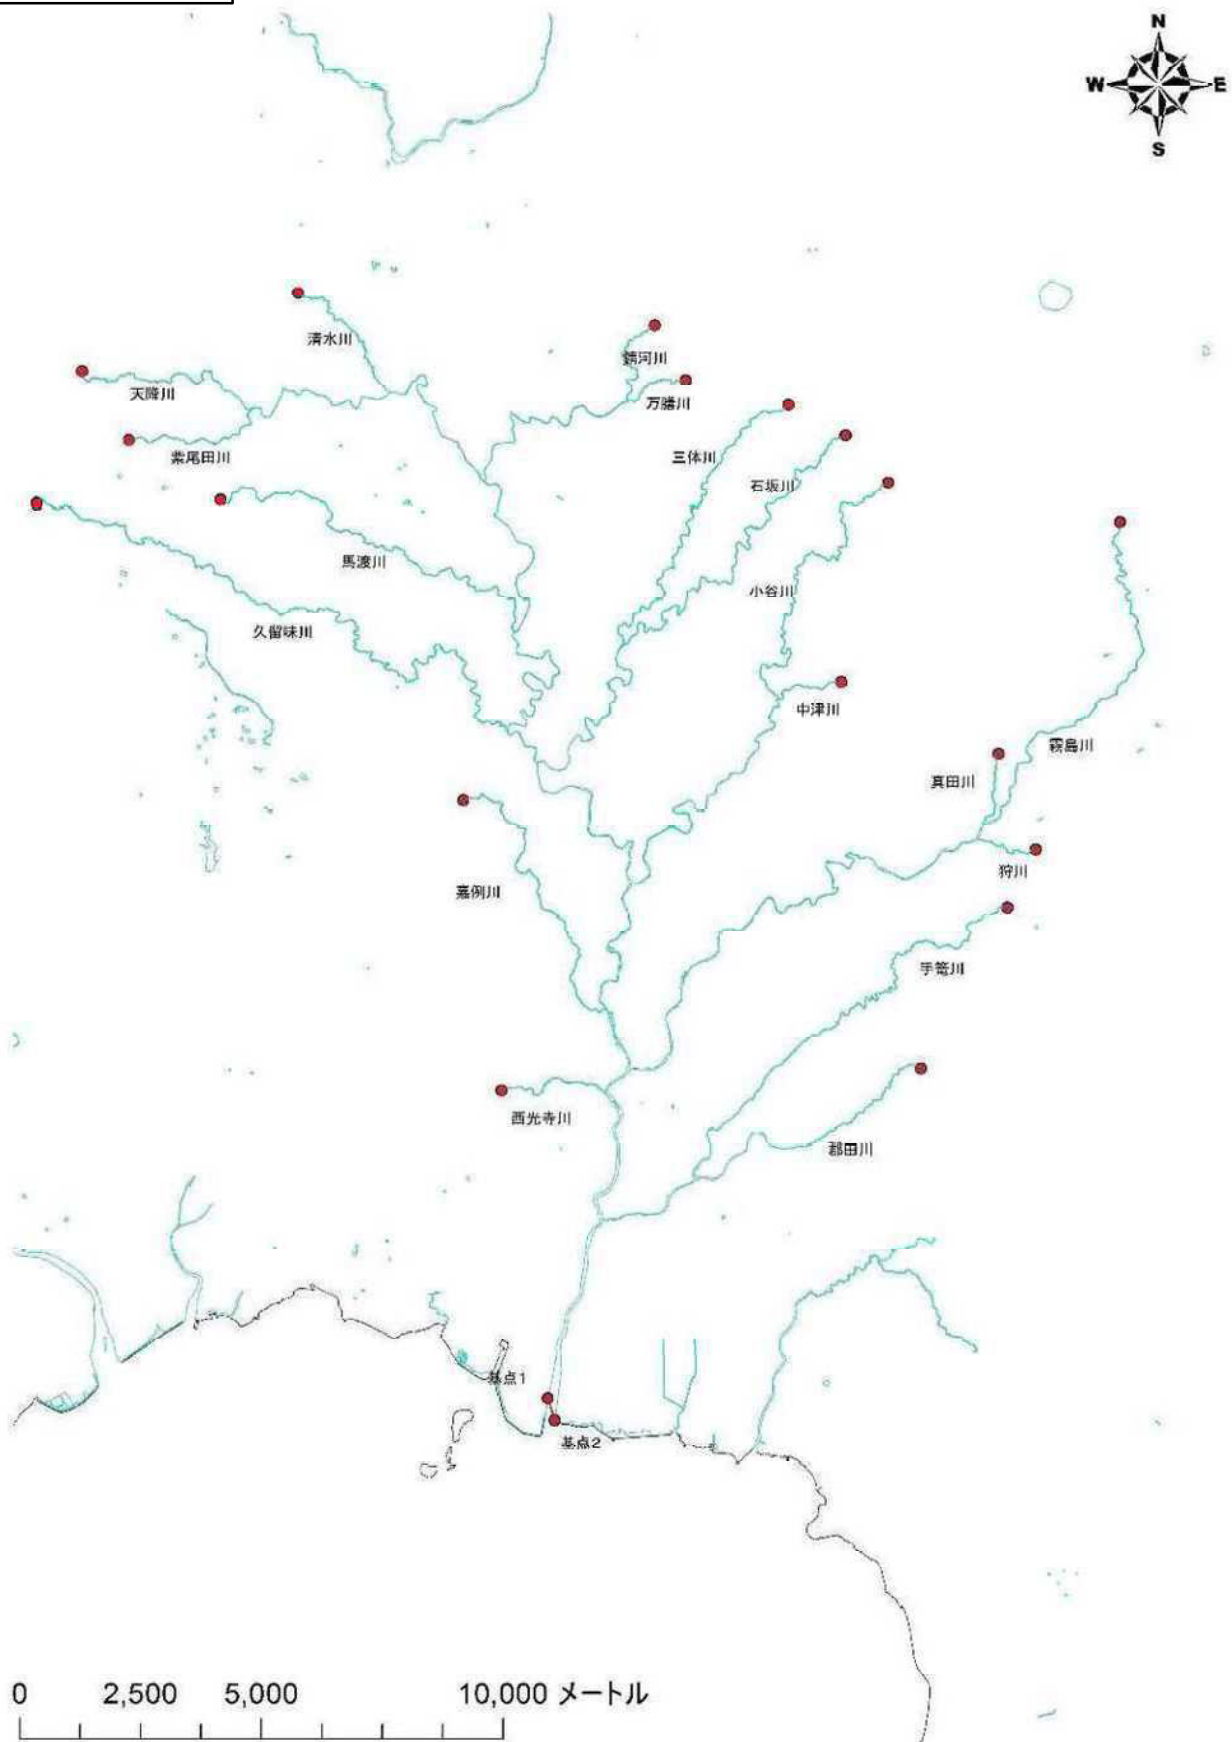 N
W
E
S
清水川
錆河川
天降川
万膳川
紫尾田川
三体川
石坂川
馬渡川
小谷川
久留味川
中津川
霧島川
真田川
狩川
嘉例川
手篭川
西光寺川
郡田川
基点1
基点2
0
2,500
5,000
10,000 メートル